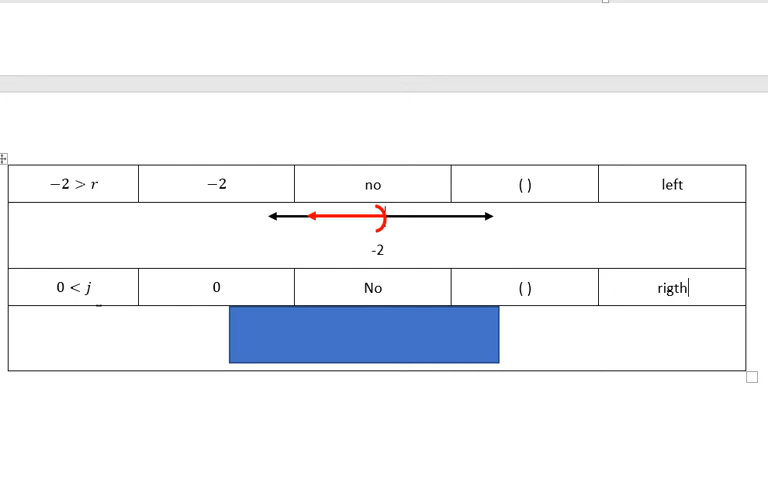 −2 > r −2 no ( ) left
-2
0 < j 0 No ( ) rigth